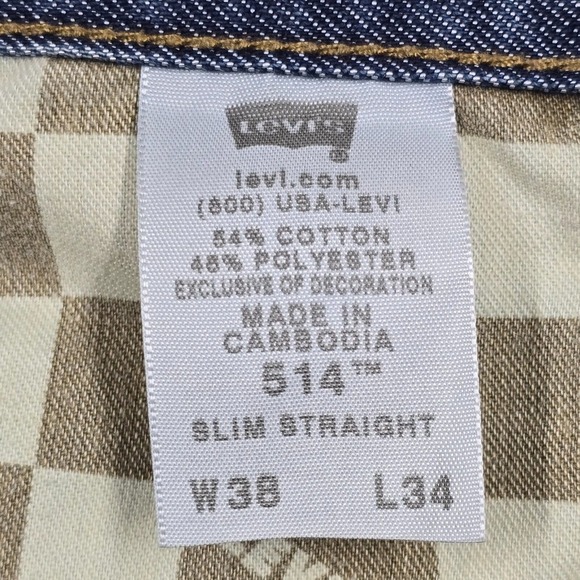 Levi's
®
levi.com
(800) USA-LEVI
54% COTTON
46% POLYESTER
EXCLUSIVE OF DECORATION
MADE IN
CAMBODIA
514™
SLIM STRAIGHT
W38 L34